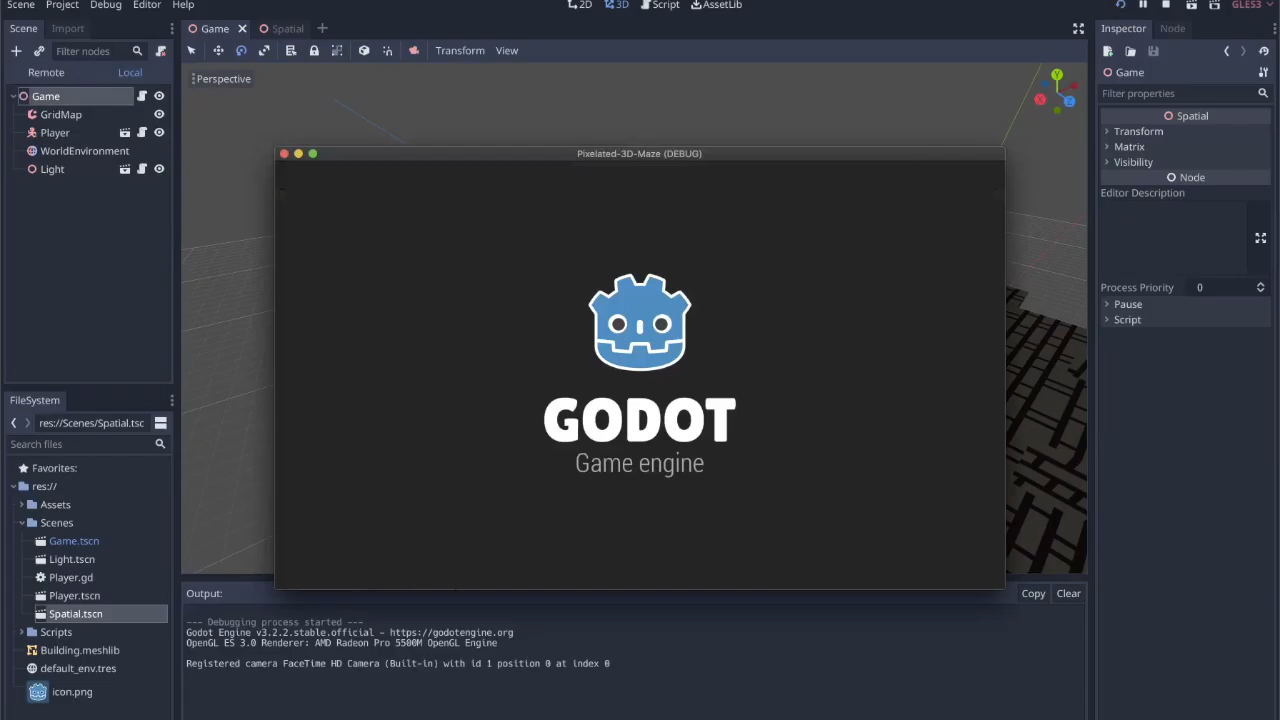 Scene Project Debug Editor Help
2D 3D Script AssetLib
GLES3
Scene Import
Filter nodes
Remote Local
Game
GridMap
Player
WorldEnvironment
Light
FileSystem
res://Scenes/Spatial.tsc
Search files
Favorites:
res://
Assets
Scenes
Game.tscn
Light.tscn
Player.gd
Player.tscn
Spatial.tscn
Scripts
Building.meshlib
default_env.tres
icon.png
Game Spatial
Transform View
Perspective
Y
X
Z
Pixelated-3D-Maze (DEBUG)
GODOT
Game engine
Output: Copy Clear
--- Debugging process started ---
Godot Engine v3.2.2.stable.official - https://godotengine.org
OpenGL ES 3.0 Renderer: AMD Radeon Pro 5500M OpenGL Engine
Registered camera FaceTime HD Camera (Built-in) with id 1 position 0 at index 0
Inspector Node
Game
Filter properties
Spatial
Transform
Matrix
Visibility
Node
Editor Description
Process Priority 0
Pause
Script